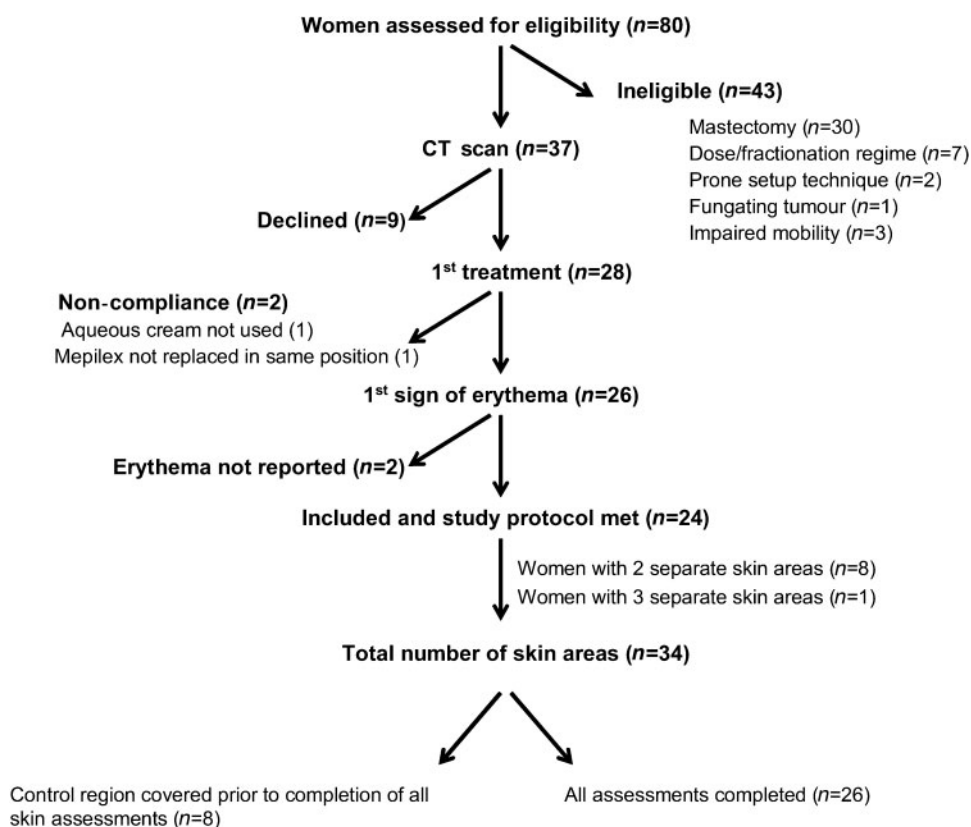 Women assessed for eligibility (n=80)
Ineligible (n=43)
Mastectomy (n=30)
Dose/fractionation regime (n=7)
Prone setup technique (n=2)
Fungating tumour (n=1)
Impaired mobility (n=3)
CT scan (n=37)
Declined (n=9)
1st treatment (n=28)
Non-compliance (n=2)
Aqueous cream not used (1)
Mepilex not replaced in same position (1)
1st sign of erythema (n=26)
Erythema not reported (n=2)
Included and study protocol met (n=24)
Women with 2 separate skin areas (n=8)
Women with 3 separate skin areas (n=1)
Total number of skin areas (n=34)
Control region covered prior to completion of all
skin assessments (n=8)
All assessments completed (n=26)